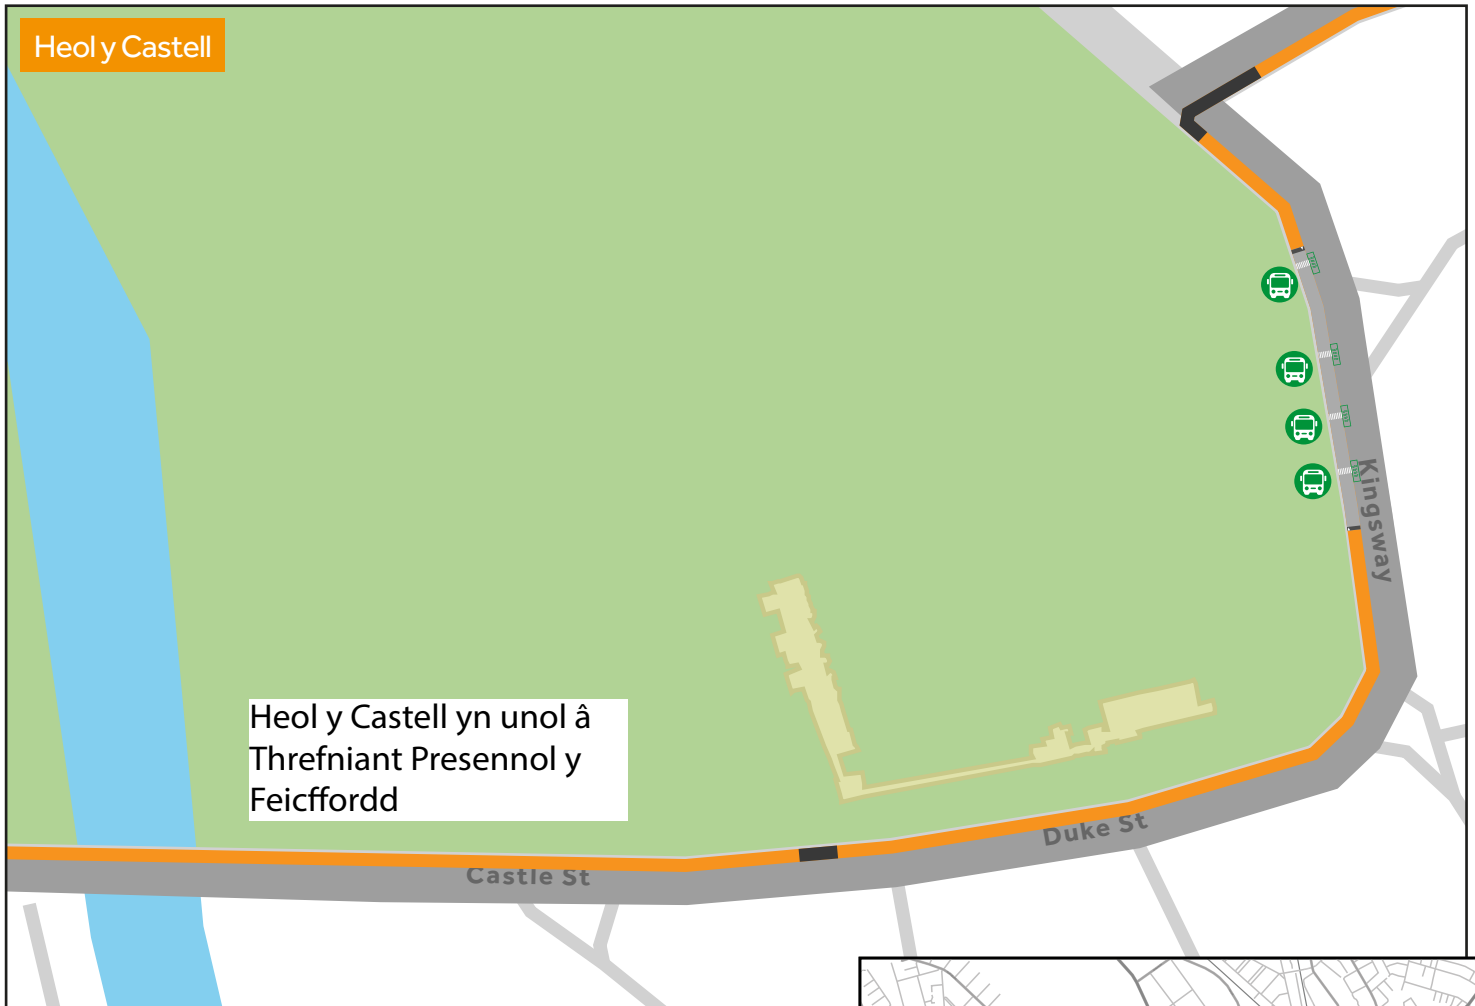 Heol y Castell
Kingsway
Heol y Castell yn unol â
Threfniant Presennol y
Feicffordd
Duke St
Castle St